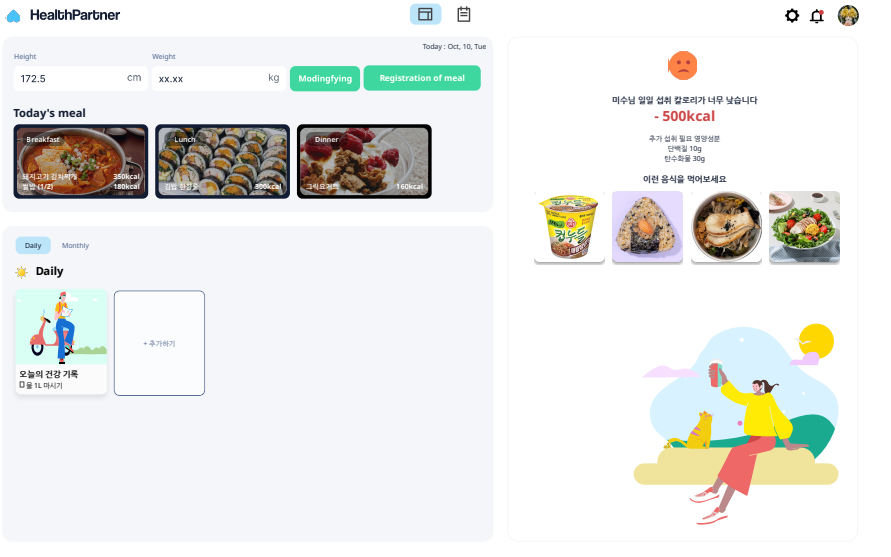 HealthPartner
Today : Oct, 10, Tue
Height
Weight
172.5 cm
xx.xx kg
Modingfying
Registration of meal
Today's meal
Breakfast
돼지고기 김치찌개 350kcal
쌀밥 (1/2) 180kcal
Lunch
김밥 한줄 300kcal
Dinner
그릭요거트 160kcal
Daily
Monthly
Daily
오늘의 건강 기록
물 1L 마시기
+ 추가하기
미수님 일일 섭취 칼로리가 너무 낮습니다
- 500kcal
추가 섭취 필요 영양성분
단백질 10g
탄수화물 30g
이런 음식을 먹어보세요
컵누들